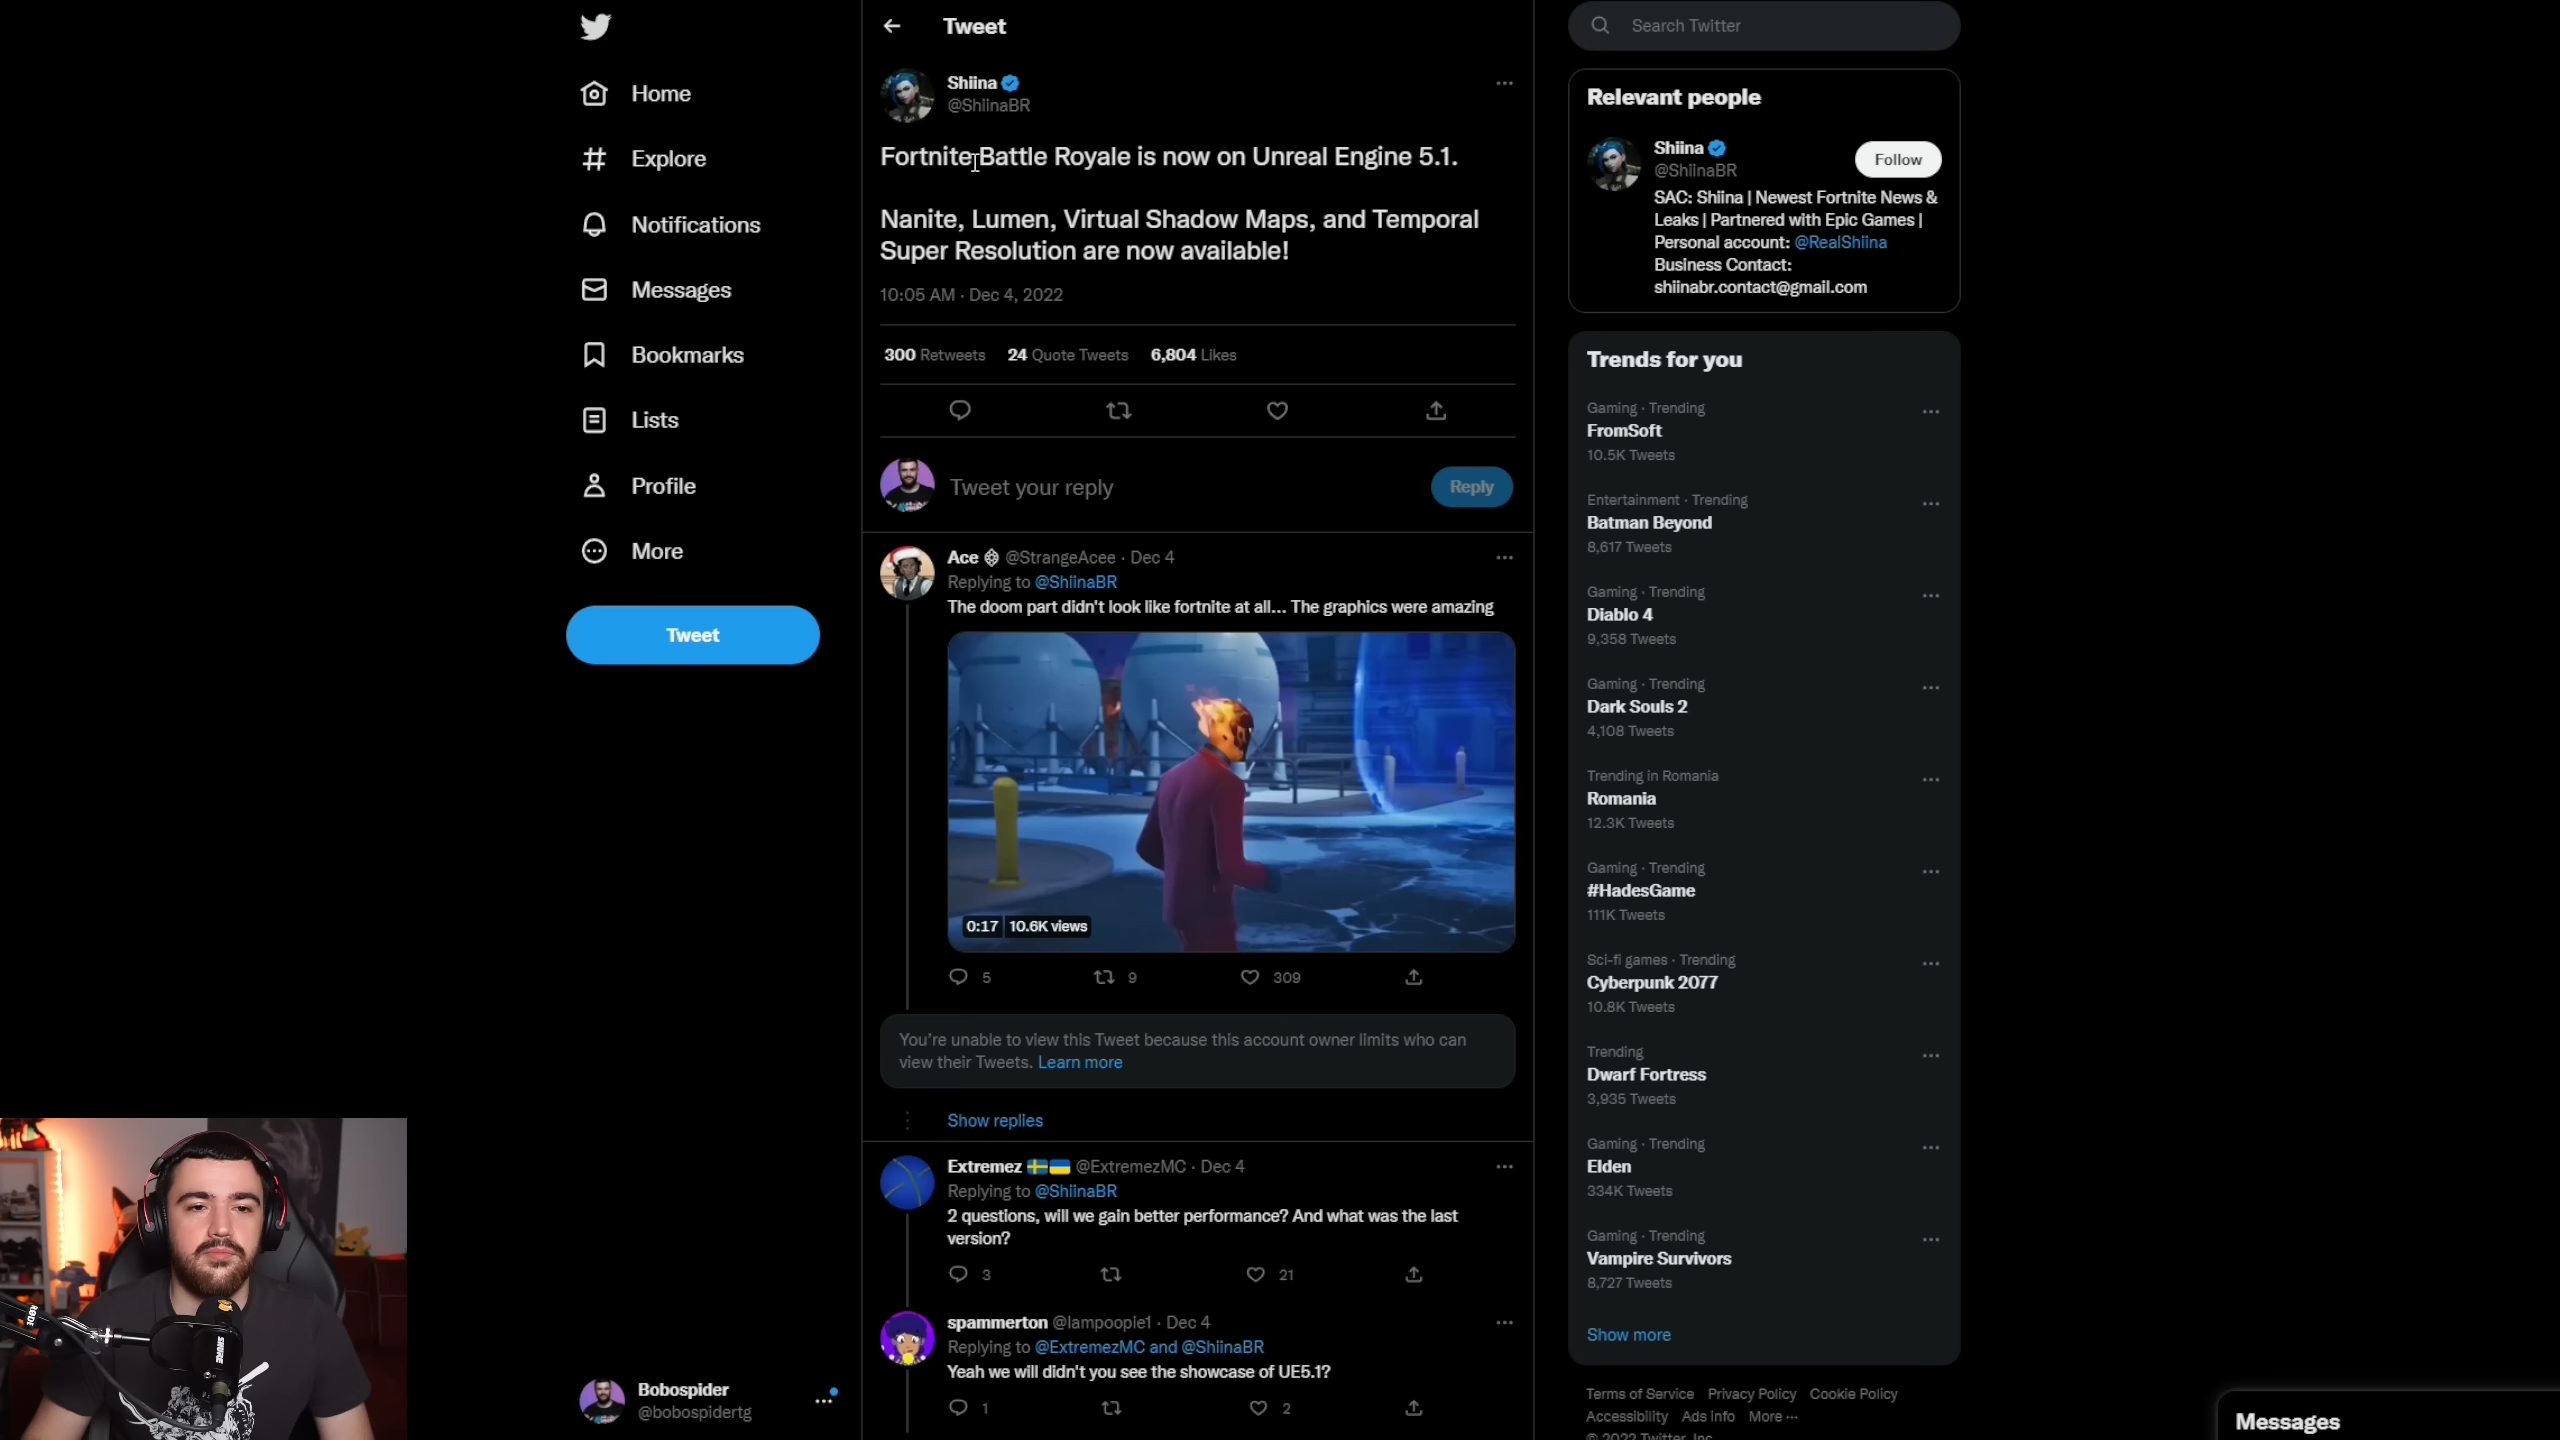 Home
Explore
Notifications
Messages
Bookmarks
Lists
Profile
More
Tweet
Bobospider
@bobospidertg
Tweet
Shiina
@ShiinaBR
Fortnite Battle Royale is now on Unreal Engine 5.1.
Nanite, Lumen, Virtual Shadow Maps, and Temporal
Super Resolution are now available!
10:05 AM · Dec 4, 2022
300 Retweets 24 Quote Tweets 6,804 Likes
Tweet your reply
Reply
Ace @StrangeAcee · Dec 4
Replying to @ShiinaBR
The doom part didn't look like fortnite at all... The graphics were amazing
0:17 10.6K views
5 9 309
You're unable to view this Tweet because this account owner limits who can
view their Tweets. Learn more
Show replies
Extremez @ExtremezMC · Dec 4
Replying to @ShiinaBR
2 questions, will we gain better performance? And what was the last
version?
3 21
spammerton @lampoople1 · Dec 4
Replying to @ExtremezMC and @ShiinaBR
Yeah we will didn't you see the showcase of UE5.1?
1 2
Search Twitter
Relevant people
Shiina
@ShiinaBR
Follow
SAC: Shiina | Newest Fortnite News &
Leaks | Partnered with Epic Games |
Personal account: @RealShiina
Business Contact:
shiinabr.contact@gmail.com
Trends for you
Gaming · Trending
FromSoft
10.5K Tweets
Entertainment · Trending
Batman Beyond
8,617 Tweets
Gaming · Trending
Diablo 4
9,358 Tweets
Gaming · Trending
Dark Souls 2
4,108 Tweets
Trending in Romania
Romania
12.3K Tweets
Gaming · Trending
#HadesGame
111K Tweets
Sci-fi games · Trending
Cyberpunk 2077
10.8K Tweets
Trending
Dwarf Fortress
3,935 Tweets
Gaming · Trending
Elden
334K Tweets
Gaming · Trending
Vampire Survivors
8,727 Tweets
Show more
Terms of Service Privacy Policy Cookie Policy
Accessibility Ads info More ···
© 2022 Twitter, Inc.
Messages
RØDE
SHURE